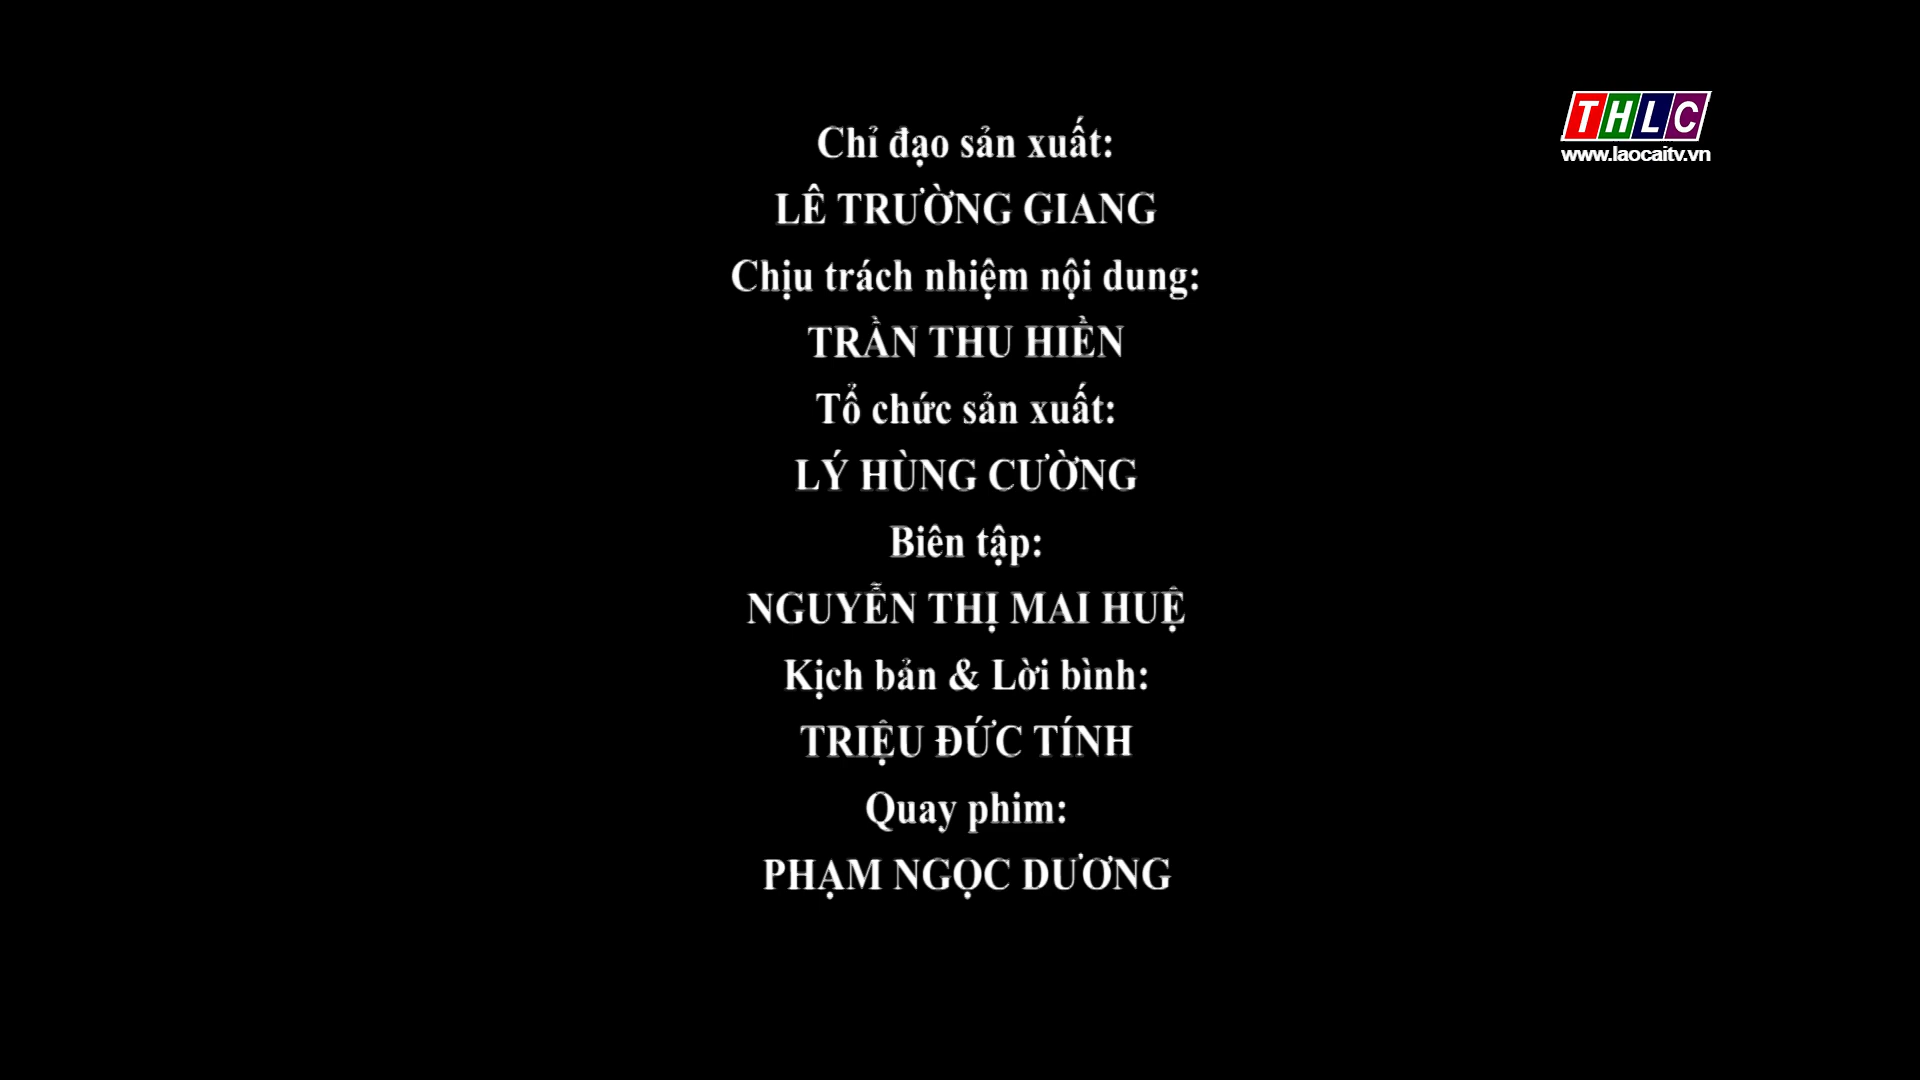 THLC
www.laocaitv.vn
Chỉ đạo sản xuất:
LÊ TRƯỜNG GIANG
Chịu trách nhiệm nội dung:
TRẦN THU HIỀN
Tổ chức sản xuất:
LÝ HÙNG CƯỜNG
Biên tập:
NGUYỄN THỊ MAI HUỆ
Kịch bản & Lời bình:
TRIỆU ĐỨC TÍNH
Quay phim:
PHẠM NGỌC DƯƠNG